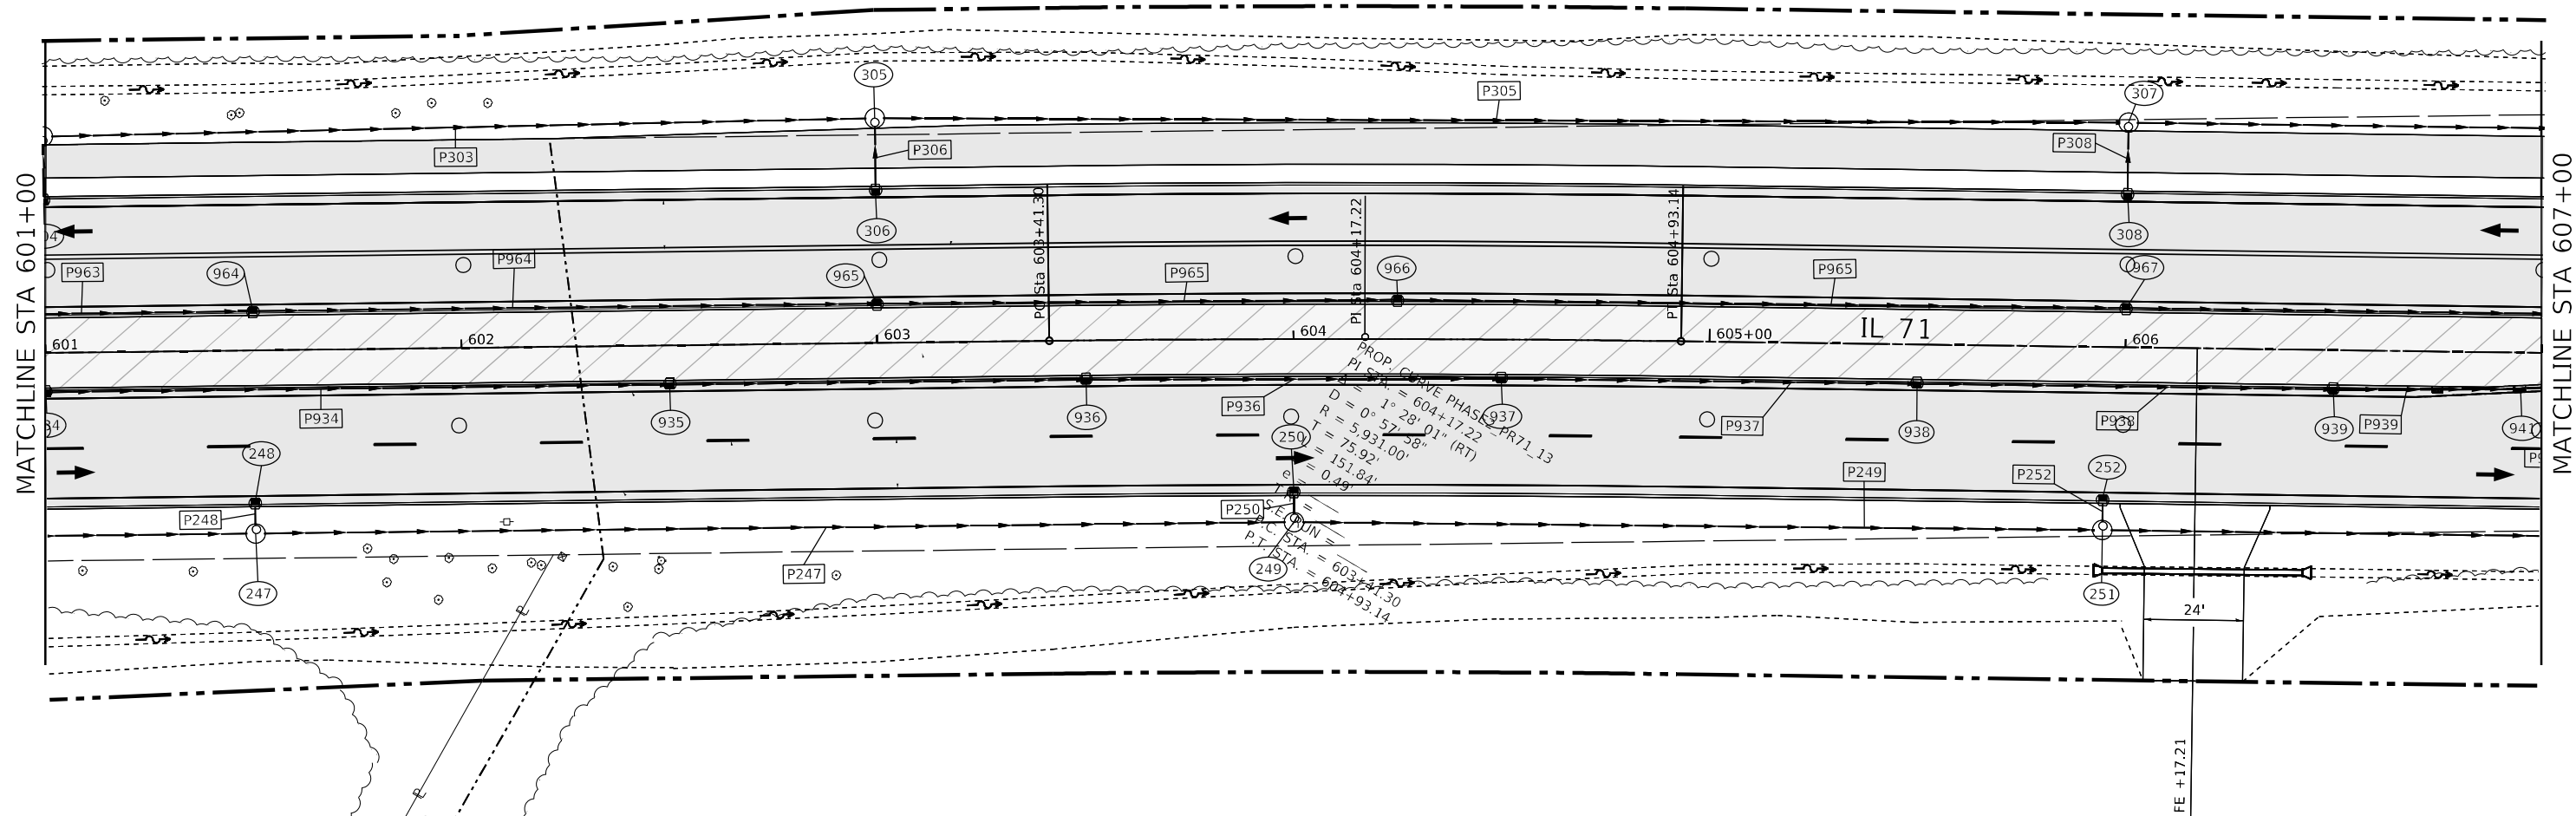 MATCHLINE STA 601+00
MATCHLINE STA 607+00
305
307
P305
P303
P306
P308
306
308
PC Sta 603+41.30
PI Sta 604+17.22
PT Sta 604+93.14
P963
964
P964
965
P965
966
P965
967
601
602
603
604
605+00
IL 71
606
P934
935
936
P936
937
P937
938
P938
939
P939
941
PROP. CURVE PHASE2_PR71_13
PI STA. = 604+17.22
= 1° 28' 01" (RT)
D = 0° 57' 58"
R = 5,931.00'
T = 75.92'
= 151.84'
e = 0.49'
T.R. =
S.E. RUN =
P.C. STA. = 603+41.30
P.T. STA. = 604+93.14
248
250
P249
P252
252
P248
P250
247
P247
249
251
24'
FE +17.21